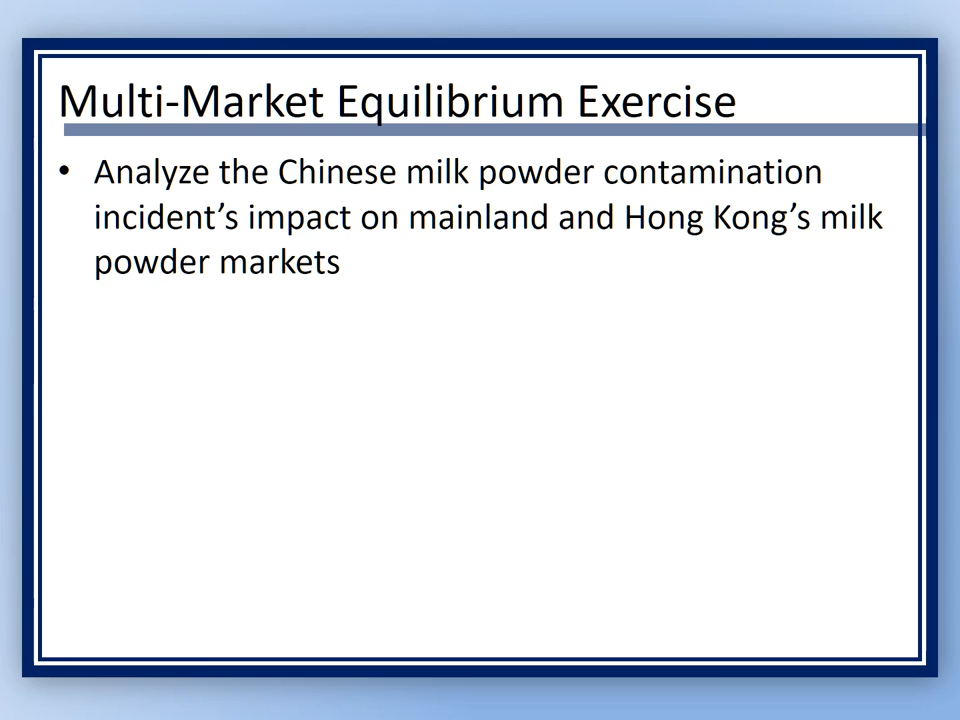 Multi-Market Equilibrium Exercise
• Analyze the Chinese milk powder contamination
incident’s impact on mainland and Hong Kong’s milk
powder markets